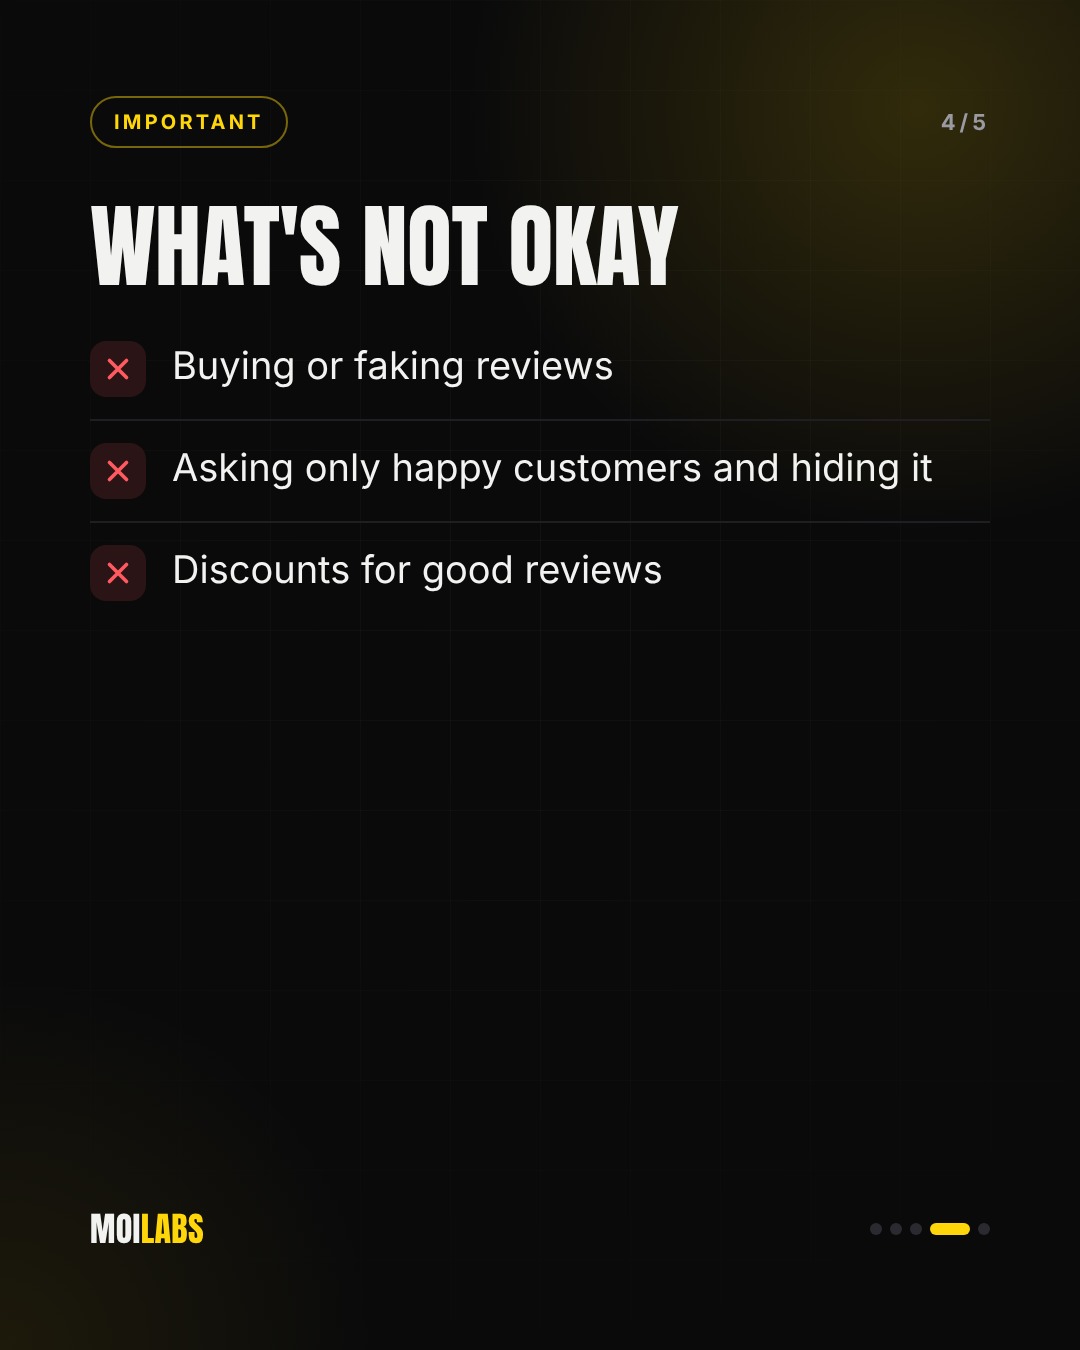 IMPORTANT
4/5
WHAT'S NOT OKAY
Buying or faking reviews
Asking only happy customers and hiding it
Discounts for good reviews
MOILABS